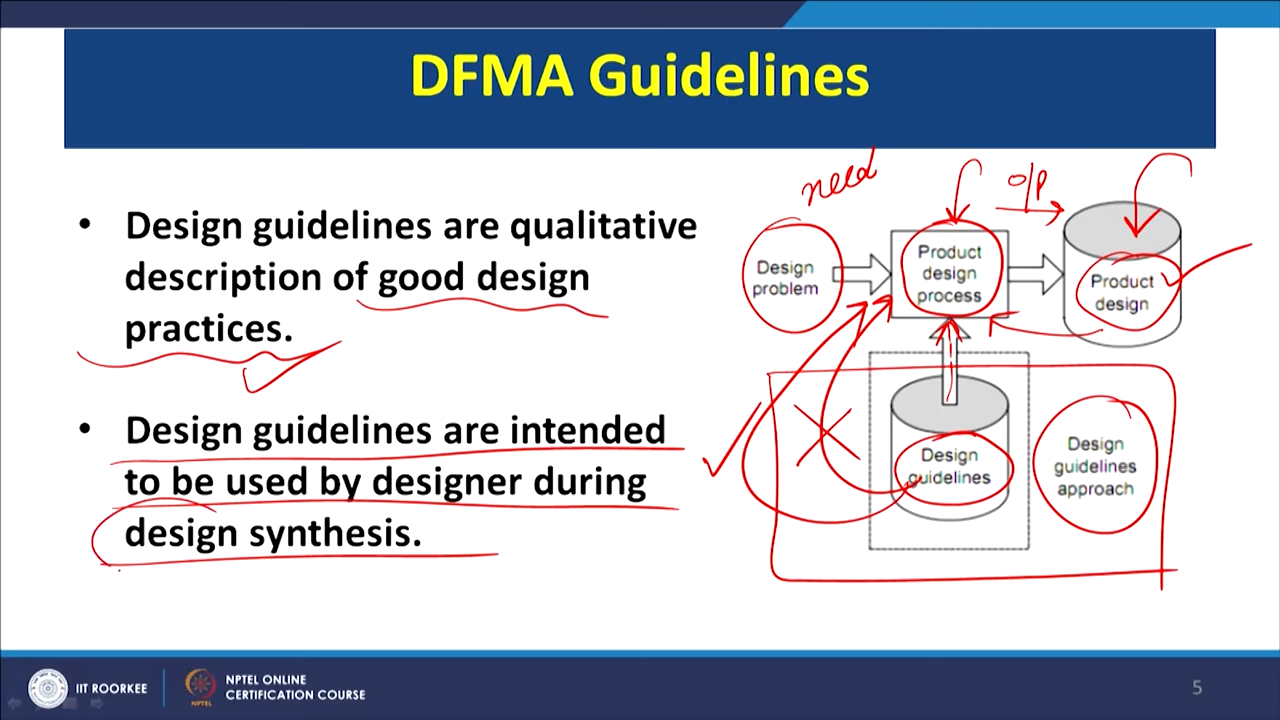 DFMA Guidelines
• Design guidelines are qualitative
description of good design
practices.
• Design guidelines are intended
to be used by designer during
design synthesis.
need
O/P
Design
problem
Product
design
process
Product
design
Design
guidelines
Design
guidelines
approach
IIT ROORKEE
NPTEL
NPTEL ONLINE
CERTIFICATION COURSE
5